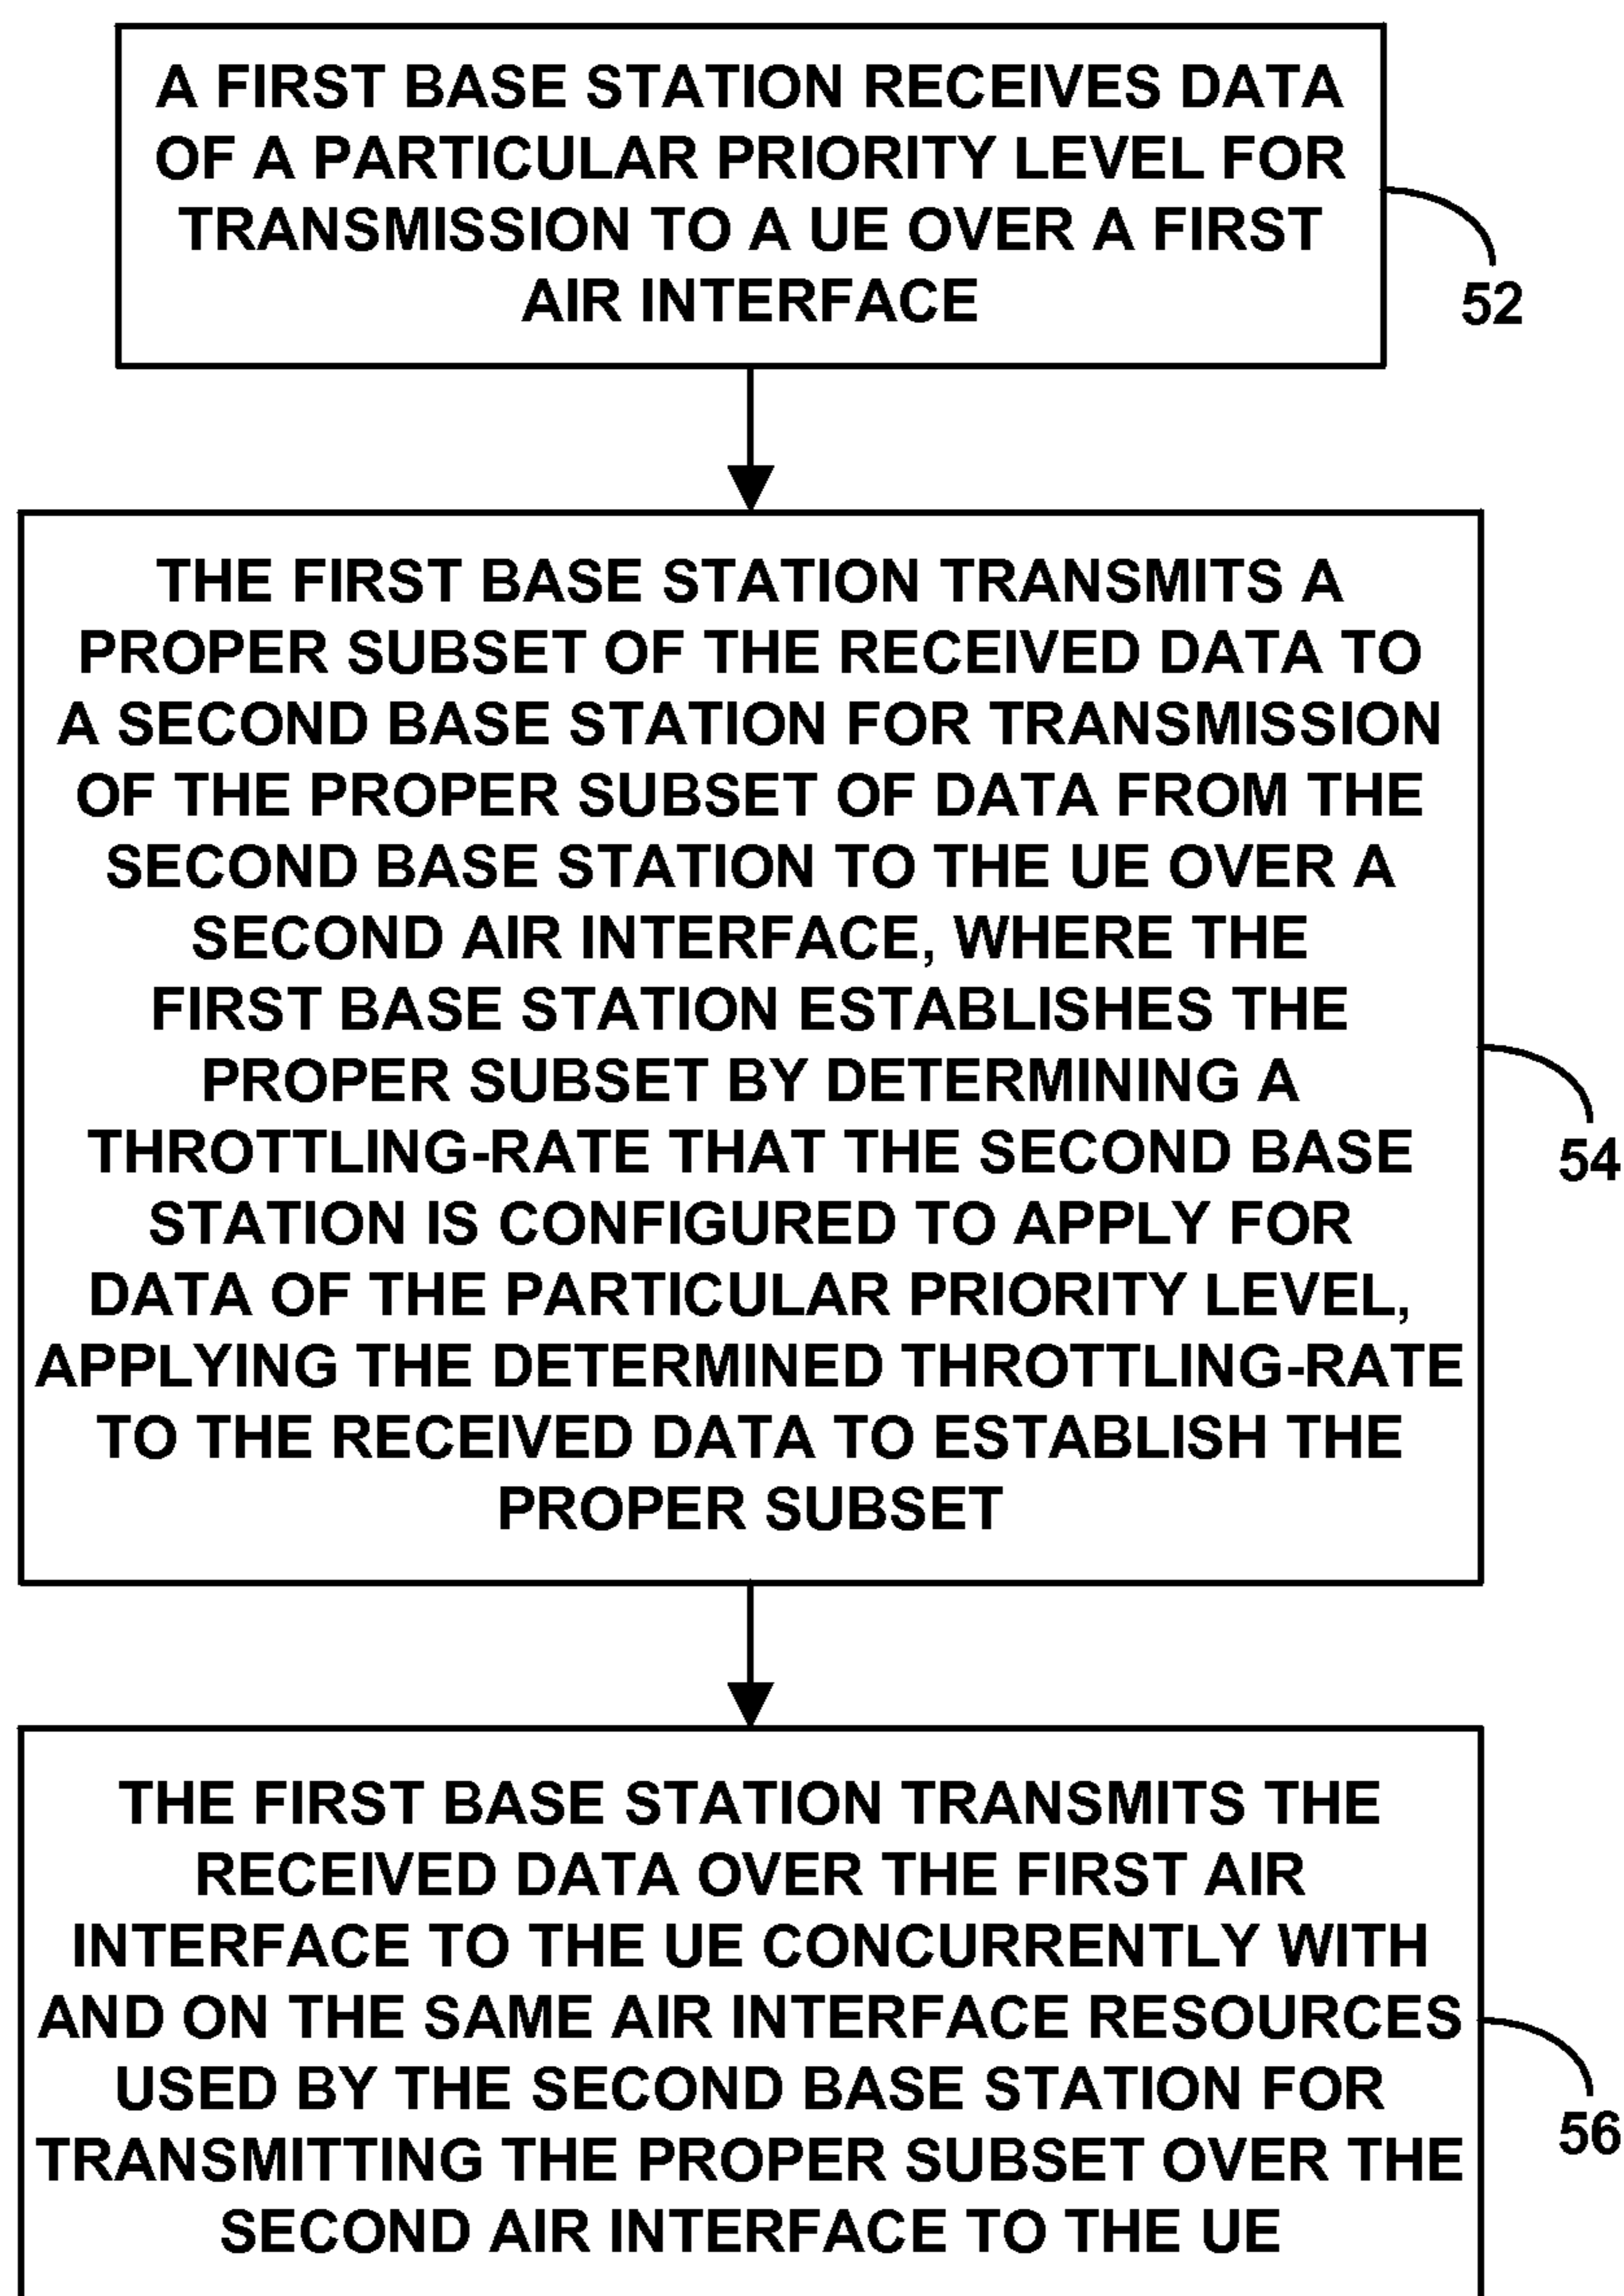 A FIRST BASE STATION RECEIVES DATA
OF A PARTICULAR PRIORITY LEVEL FOR
TRANSMISSION TO A UE OVER A FIRST
AIR INTERFACE
52
THE FIRST BASE STATION TRANSMITS A
PROPER SUBSET OF THE RECEIVED DATA TO
A SECOND BASE STATION FOR TRANSMISSION
OF THE PROPER SUBSET OF DATA FROM THE
SECOND BASE STATION TO THE UE OVER A
SECOND AIR INTERFACE, WHERE THE
FIRST BASE STATION ESTABLISHES THE
PROPER SUBSET BY DETERMINING A
THROTTLING-RATE THAT THE SECOND BASE
STATION IS CONFIGURED TO APPLY FOR
DATA OF THE PARTICULAR PRIORITY LEVEL,
APPLYING THE DETERMINED THROTTLING-RATE
TO THE RECEIVED DATA TO ESTABLISH THE
PROPER SUBSET
54
THE FIRST BASE STATION TRANSMITS THE
RECEIVED DATA OVER THE FIRST AIR
INTERFACE TO THE UE CONCURRENTLY WITH
AND ON THE SAME AIR INTERFACE RESOURCES
USED BY THE SECOND BASE STATION FOR
TRANSMITTING THE PROPER SUBSET OVER THE
SECOND AIR INTERFACE TO THE UE
56